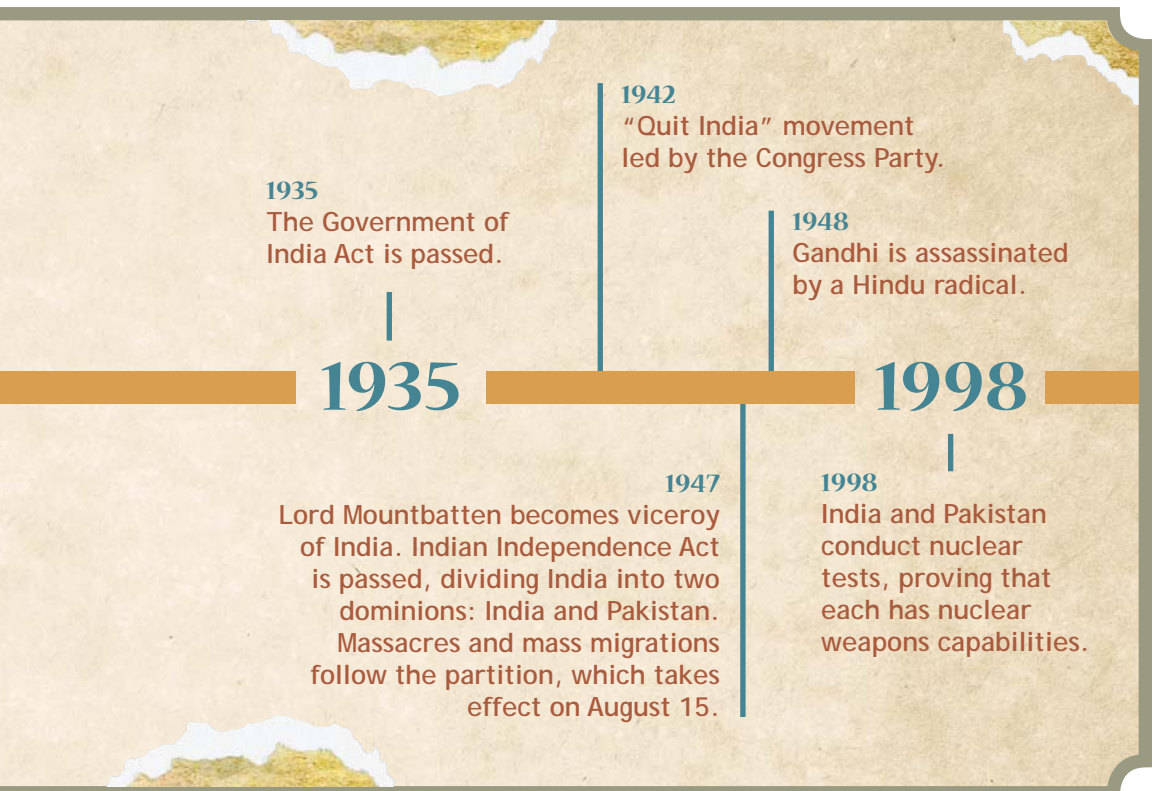 1942
“Quit India” movement
led by the Congress Party.
1935
The Government of
India Act is passed.
1948
Gandhi is assassinated
by a Hindu radical.
1935
1998
1947
Lord Mountbatten becomes viceroy
of India. Indian Independence Act
is passed, dividing India into two
dominions: India and Pakistan.
Massacres and mass migrations
follow the partition, which takes
effect on August 15.
1998
India and Pakistan
conduct nuclear
tests, proving that
each has nuclear
weapons capabilities.